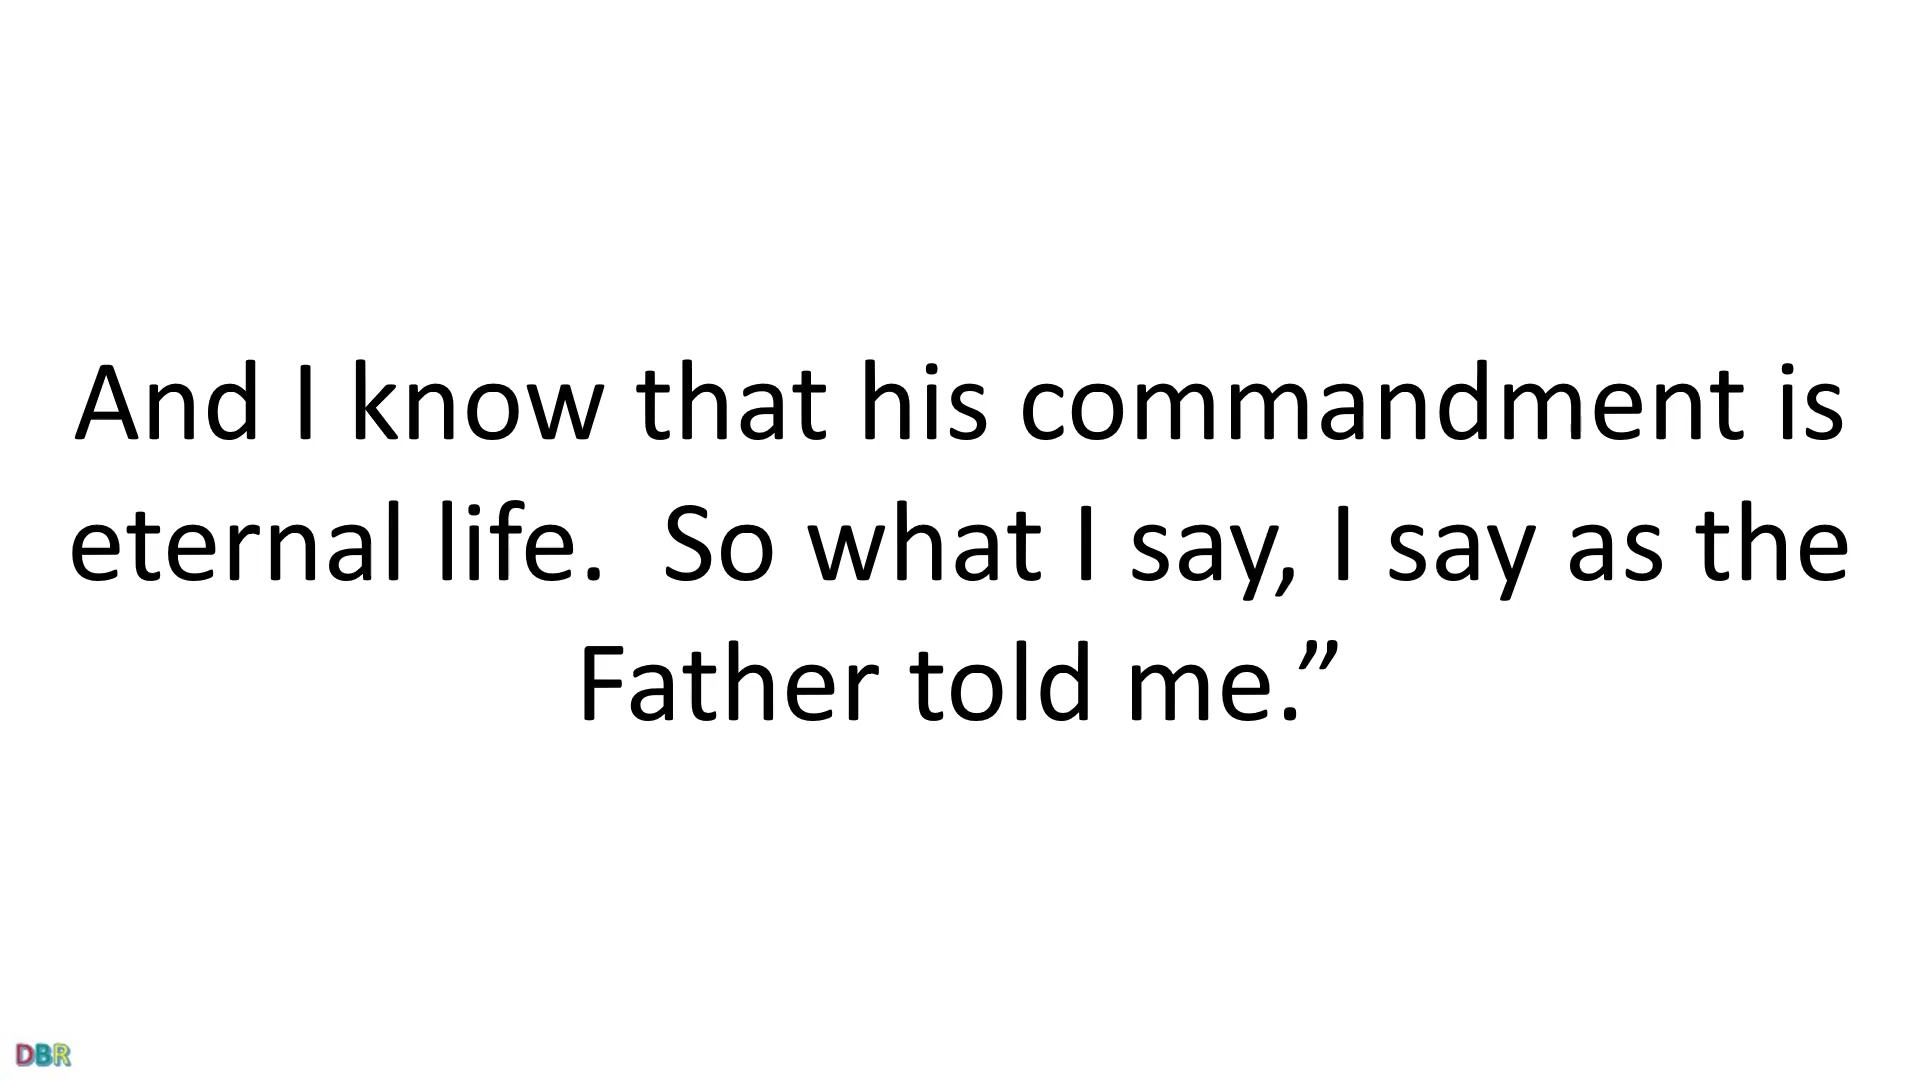 And I know that his commandment is
eternal life.  So what I say, I say as the
Father told me.”
DBR